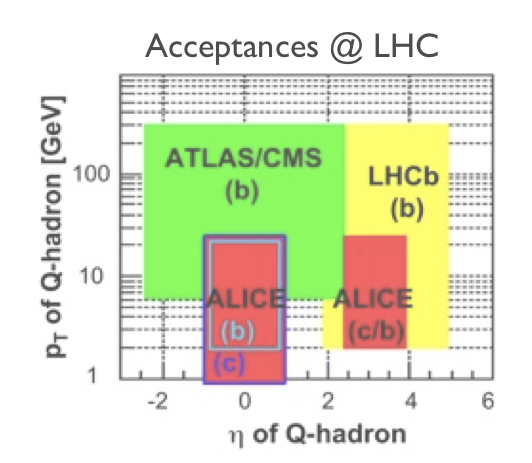 Acceptances @ LHC
p_T of Q-hadron [GeV]
100
10
1
ATLAS/CMS
(b)
LHCb
(b)
ALICE
(b)
(c)
ALICE
(c/b)
-2 0 2 4 6
η of Q-hadron